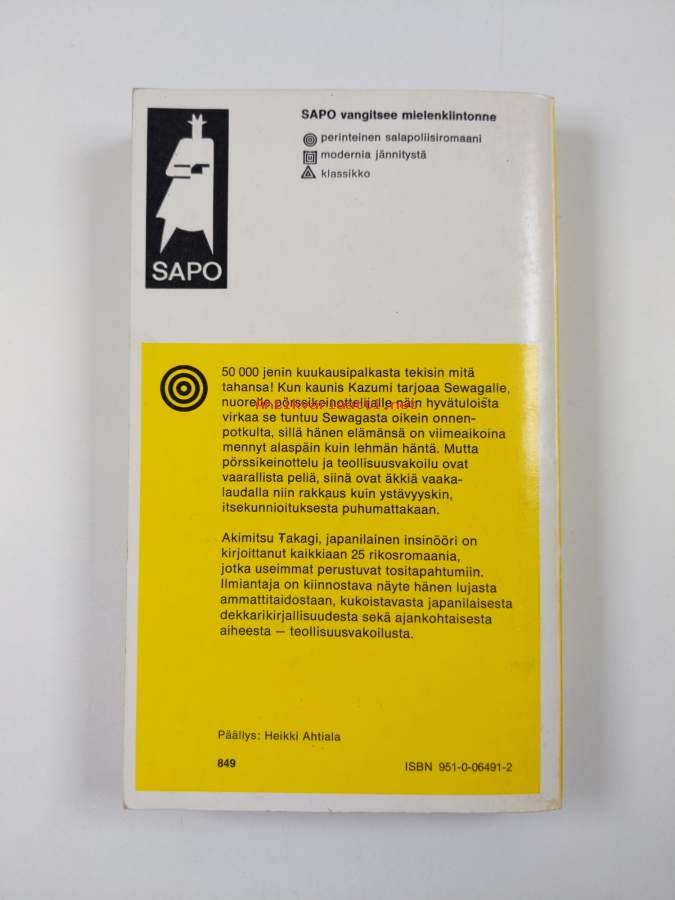 SAPO vangitsee mielenkiintonne
perinteinen salapoliisiromaani
modernia jännitystä
klassikko
SAPO
50 000 jenin kuukausipalkasta tekisin mitä
tahansa! Kun kaunis Kazumi tarjoaa Sewagalle,
nuorelle pörssikeinottelijalle näin hyvätuloista
virkaa se tuntuu Sewagasta oikein onnen-
potkulta, sillä hänen elämänsä on viimeaikoina
mennyt alaspäin kuin lehmän häntä. Mutta
pörssikeinottelu ja teollisuusvakoilu ovat
vaarallista peliä, siinä ovat äkkiä vaaka-
laudalla niin rakkaus kuin ystävyyskin,
itsekunnioituksesta puhumattakaan.
Akimitsu Takagi, japanilainen insinööri on
kirjoittanut kaikkiaan 25 rikosromaania,
jotka useimmat perustuvat tositapahtumiin.
Ilmiantaja on kiinnostava näyte hänen lujasta
ammattitaidostaan, kukoistavasta japanilaisesta
dekkarikirjallisuudesta sekä ajankohtaisesta
aiheesta — teollisuusvakoilusta.
Päällys: Heikki Ahtiala
849
ISBN 951-0-06491-2